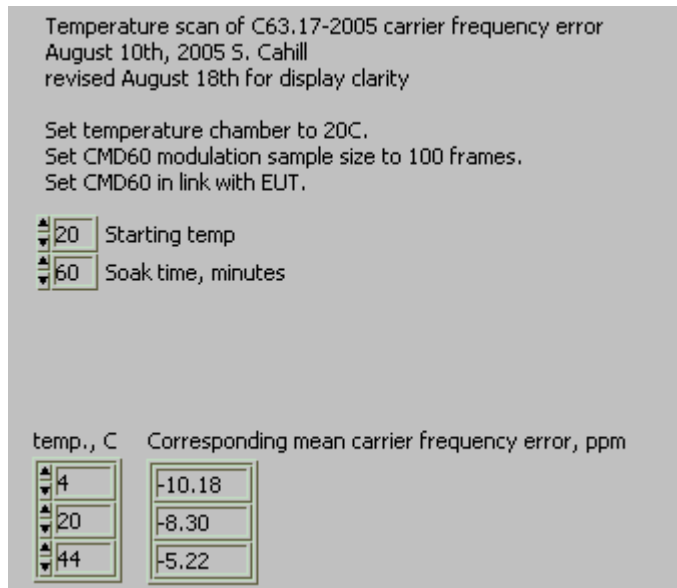 Temperature scan of C63.17-2005 carrier frequency error
August 10th, 2005 S. Cahill
revised August 18th for display clarity
Set temperature chamber to 20C.
Set CMD60 modulation sample size to 100 frames.
Set CMD60 in link with EUT.
20 Starting temp
60 Soak time, minutes
temp., C Corresponding mean carrier frequency error, ppm
4 -10.18
20 -8.30
44 -5.22